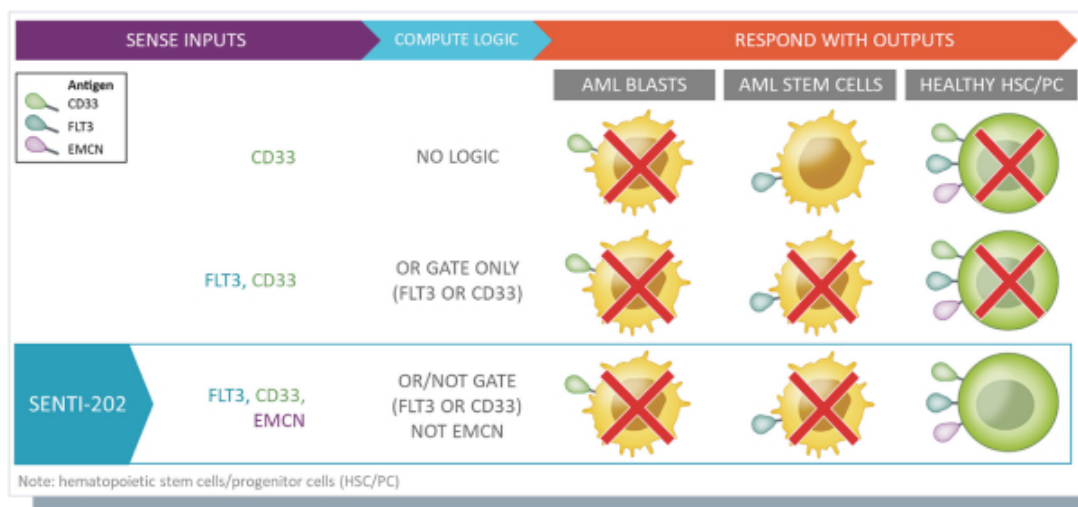 SENSE INPUTS
COMPUTE LOGIC
RESPOND WITH OUTPUTS
Antigen
CD33
FLT3
EMCN
AML BLASTS
AML STEM CELLS
HEALTHY HSC/PC
CD33
NO LOGIC
FLT3, CD33
OR GATE ONLY
(FLT3 OR CD33)
SENTI-202
FLT3, CD33,
EMCN
OR/NOT GATE
(FLT3 OR CD33)
NOT EMCN
Note: hematopoietic stem cells/progenitor cells (HSC/PC)